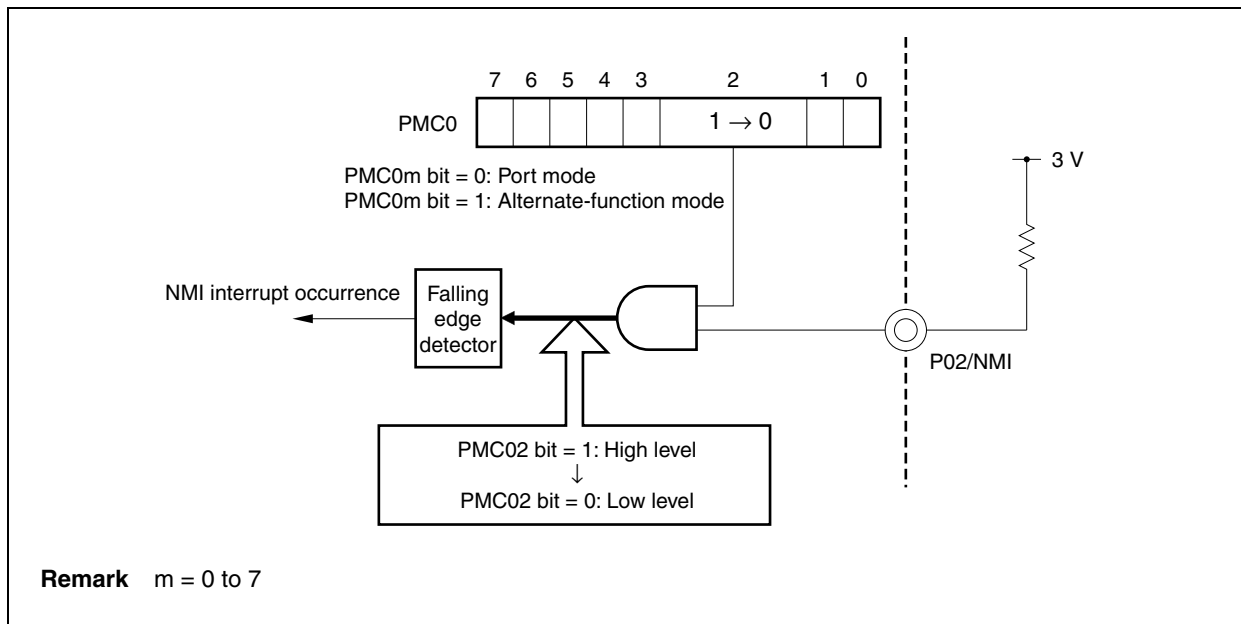 7 6 5 4 3 2 1 0
PMC0 1 → 0
3 V
PMC0m bit = 0: Port mode
PMC0m bit = 1: Alternate-function mode
NMI interrupt occurrence
Falling
edge
detector
P02/NMI
PMC02 bit = 1: High level
↓
PMC02 bit = 0: Low level
Remark m = 0 to 7